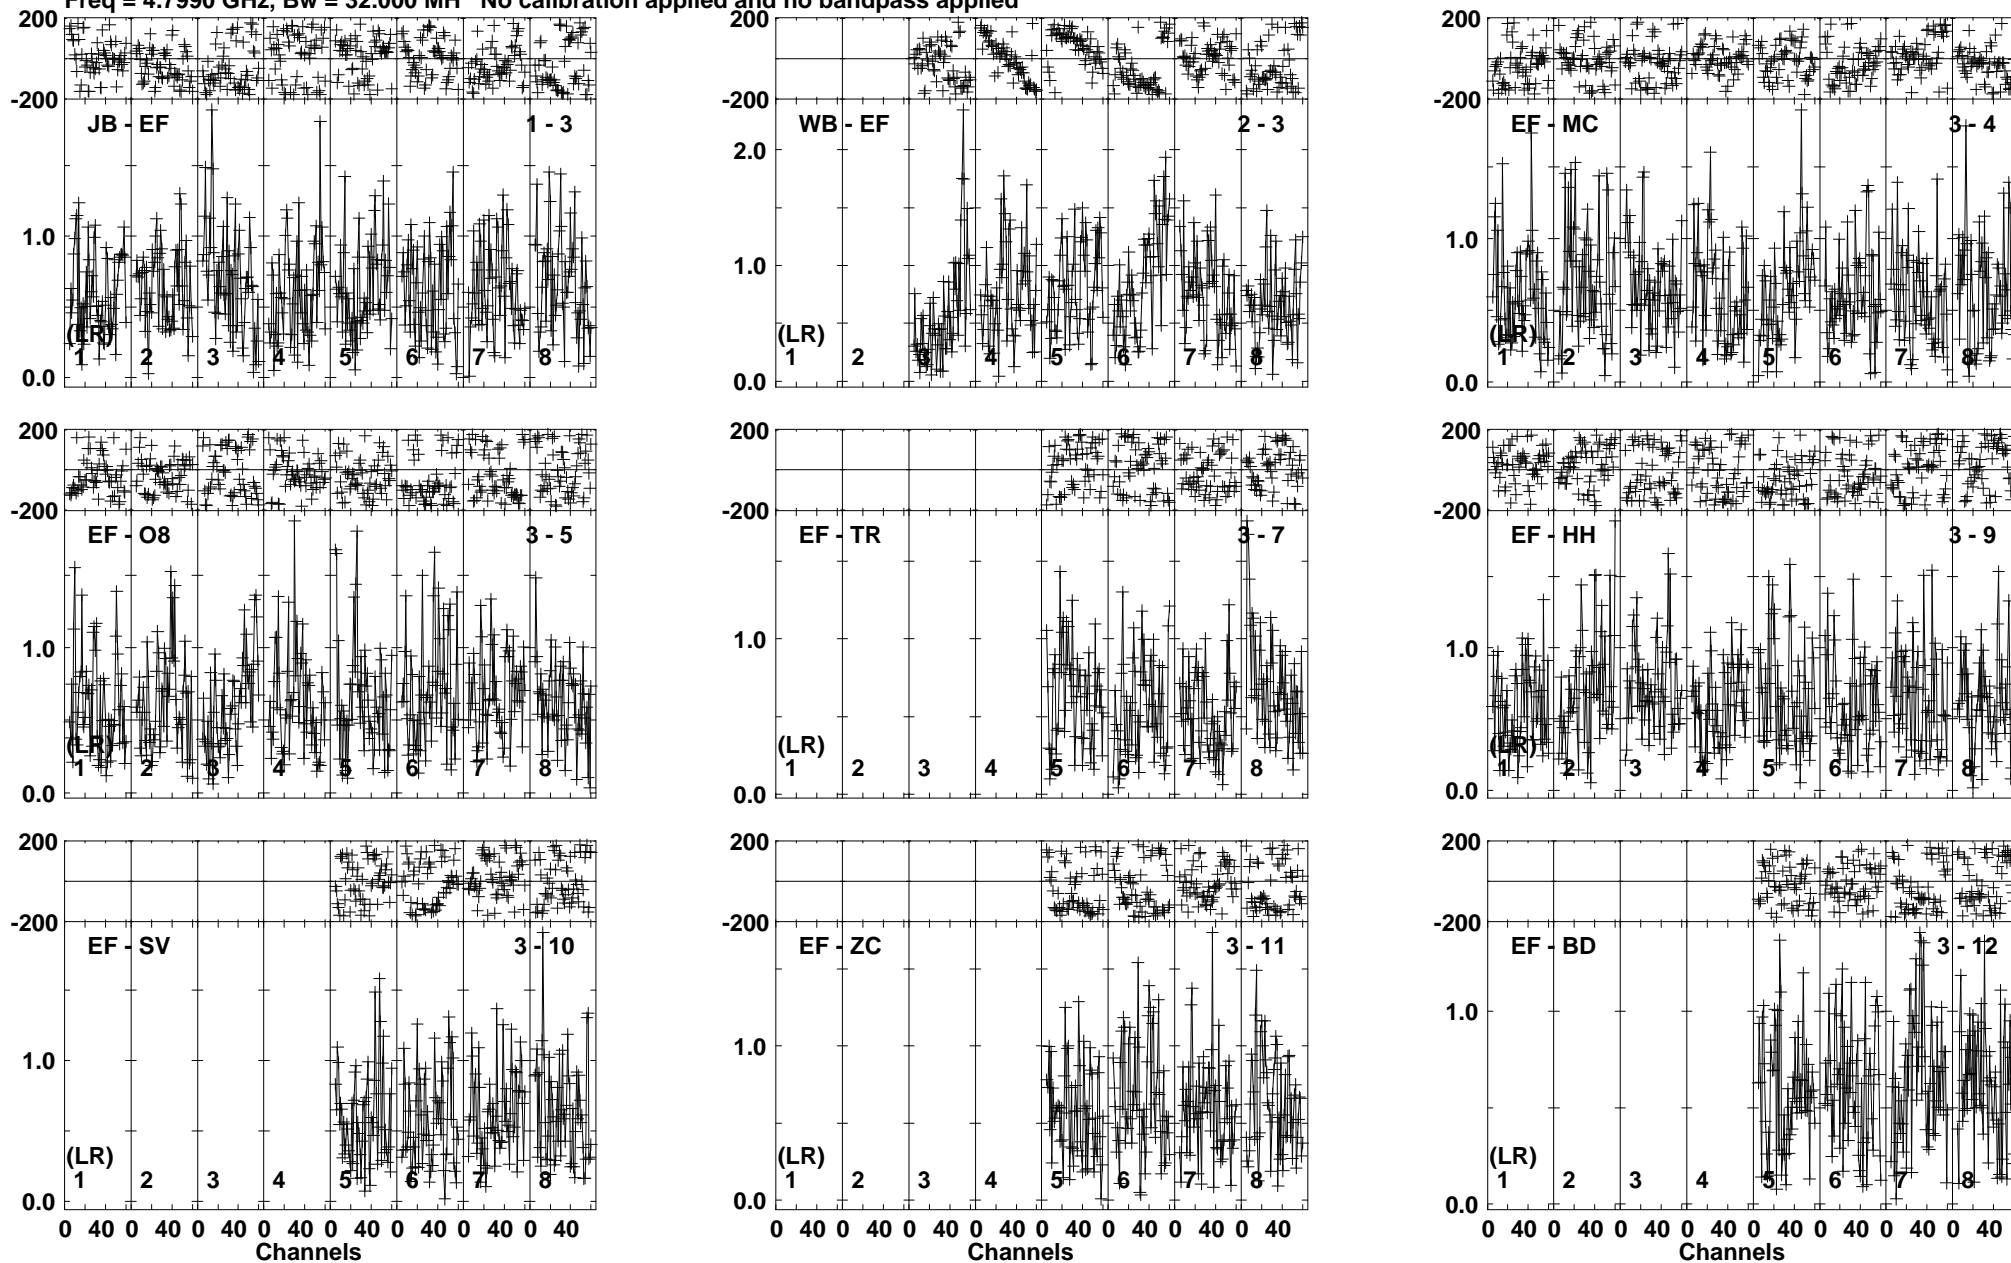 Freq = 4.7990 GHz, Bw = 32.000 MH No calibration applied and no bandpass applied
200 200 200
-200 -200 -200
JB - EF 1 - 3 WB - EF 2 - 3 EF - MC 3 - 4
2.0
1.0 1.0 1.0
(LR) (LR) (LR)
1 2 3 4 5 6 7 8 1 2 3 4 5 6 7 8 1 2 3 4 5 6 7 8
0.0 0.0 0.0
200 200 200
-200 -200 -200
EF - O8 3 - 5 EF - TR 3 - 7 EF - HH 3 - 9
1.0 1.0 1.0
(LR) (LR) (LR)
1 2 3 4 5 6 7 8 1 2 3 4 5 6 7 8 1 2 3 4 5 6 7 8
0.0 0.0 0.0
200 200 200
-200 -200 -200
EF - SV 3 - 10 EF - ZC 3 - 11 EF - BD 3 - 12
1.0 1.0 1.0
(LR) (LR) (LR)
1 2 3 4 5 6 7 8 1 2 3 4 5 6 7 8 1 2 3 4 5 6 7 8
0.0 0.0 0.0
0 40 0 40 0 40 0 40 0 40 0 40 0 40 0 40 0 40 0 40 0 40 0 40 0 40 0 40 0 40 0 40 0 40 0 40 0 40 0 40 0 40 0 40 0 40 0 40
Channels Channels Channels